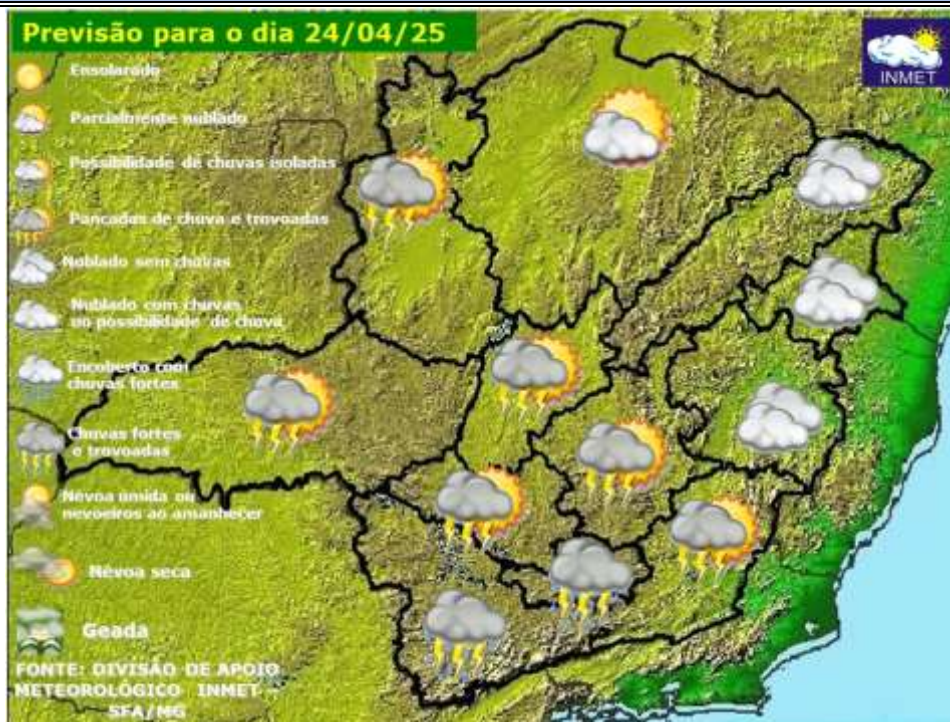 Previsão para o dia 24/04/25
INMET
Ensolarado
Parcialmente nublado
Possibilidade de chuvas isoladas
Pancadas de chuva e trovoadas
Nublado sem chuvas
Nublado com chuvas
ou possibilidade de chuva
Encoberto com
chuvas fortes
Chuvas fortes
e trovoadas
Névoa úmida ou
nevoeiros ao amanhecer
Névoa seca
Geada
FONTE: DIVISÃO DE APOIO
METEOROLÓGICO INMET -
SFA/MG